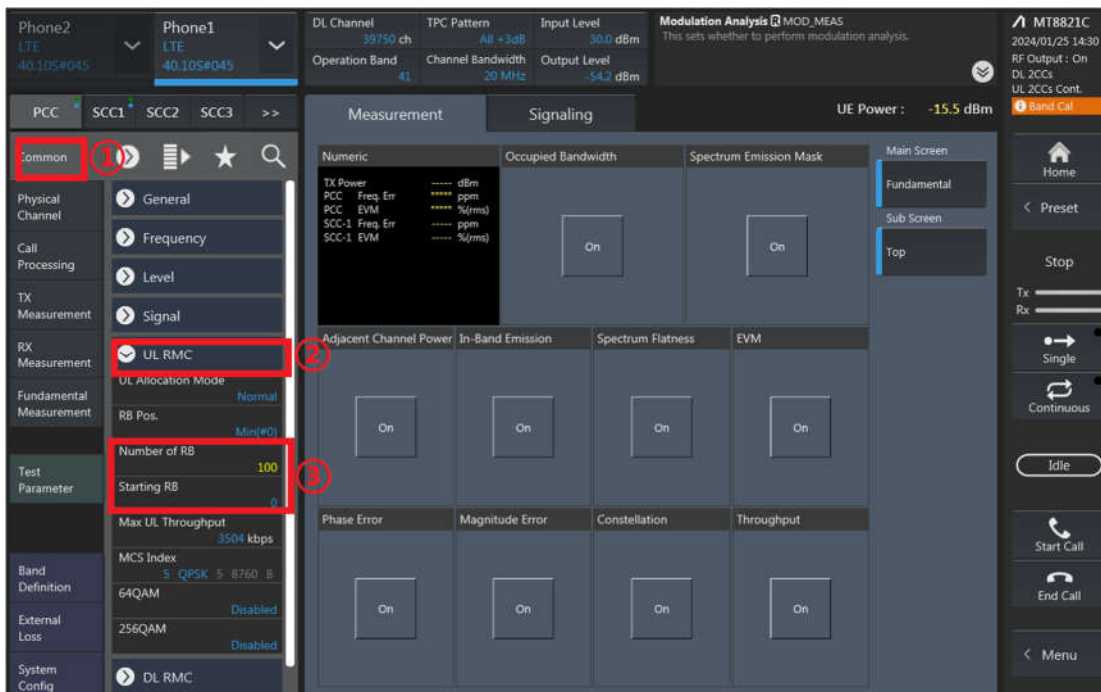 Phone2
LTE
40.105#045
Phone1
LTE
40.105#045
DL Channel
39750 ch
TPC Pattern
All +3dB
Input Level
30.0 dBm
Operation Band
41
Channel Bandwidth
20 MHz
Output Level
-54.2 dBm
Modulation Analysis R MOD_MEAS
This sets whether to perform modulation analysis.
MT8821C
2024/01/25 14:30
RF Output : On
DL 2CCs
UL 2CCs Cont.
Band Cal
PCC SCC1 SCC2 SCC3 >>
Measurement
Signaling
UE Power : -15.5 dBm
Common
①
Physical
Channel
Call
Processing
TX
Measurement
RX
Measurement
Fundamental
Measurement
Test
Parameter
Band
Definition
External
Loss
System
Config
General
Frequency
Level
Signal
UL RMC
②
UL Allocation Mode
Normal
RB Pos.
Min(#0)
Number of RB
100
③
Starting RB
0
Max UL Throughput
3504 kbps
MCS Index
5 QPSK 5 8760 B
64QAM
Disabled
256QAM
Disabled
DL RMC
Numeric
TX Power ----- dBm
PCC Freq. Err ***** ppm
PCC EVM ***** %(rms)
SCC-1 Freq. Err ----- ppm
SCC-1 EVM ----- %(rms)
Occupied Bandwidth
On
Spectrum Emission Mask
On
Adjacent Channel Power
On
In-Band Emission
On
Spectrum Flatness
On
EVM
On
Phase Error
On
Magnitude Error
On
Constellation
On
Throughput
On
Main Screen
Fundamental
Sub Screen
Top
Home
< Preset
Stop
Tx
Rx
Single
Continuous
Idle
Start Call
End Call
< Menu